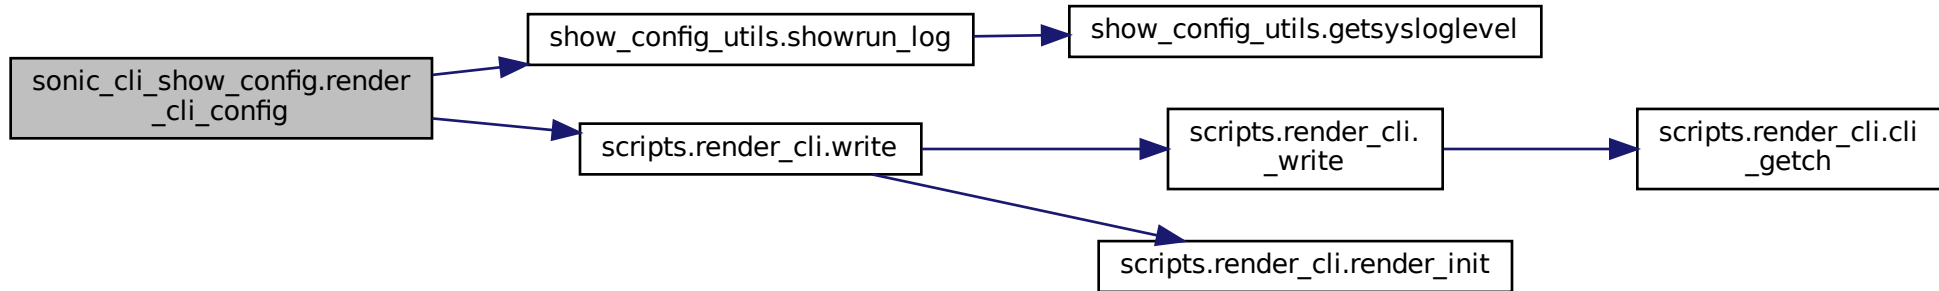 sonic_cli_show_config.render
_cli_config
show_config_utils.showrun_log
show_config_utils.getsysloglevel
scripts.render_cli.write
scripts.render_cli.
_write
scripts.render_cli.cli
_getch
scripts.render_cli.render_init